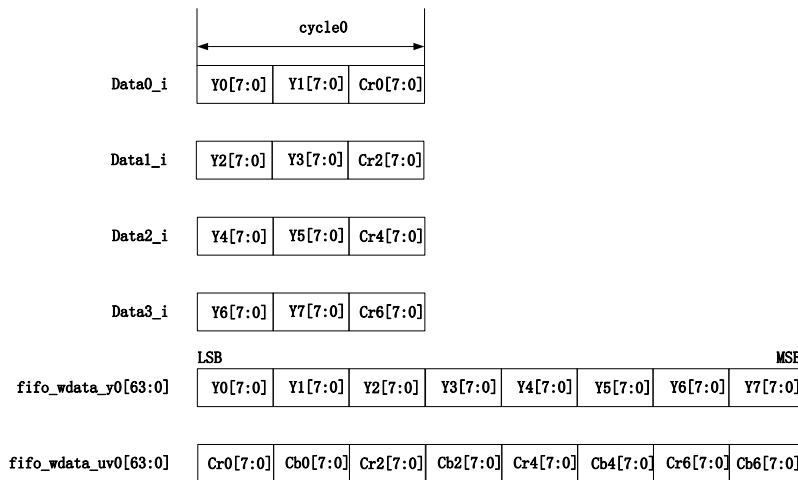 cycle0
Data0_i Y0[7:0] Y1[7:0] Cr0[7:0]
Data1_i Y2[7:0] Y3[7:0] Cr2[7:0]
Data2_i Y4[7:0] Y5[7:0] Cr4[7:0]
Data3_i Y6[7:0] Y7[7:0] Cr6[7:0]
LSB MSB
fifo_wdata_y0[63:0] Y0[7:0] Y1[7:0] Y2[7:0] Y3[7:0] Y4[7:0] Y5[7:0] Y6[7:0] Y7[7:0]
fifo_wdata_uv0[63:0] Cr0[7:0] Cb0[7:0] Cr2[7:0] Cb2[7:0] Cr4[7:0] Cb4[7:0] Cr6[7:0] Cb6[7:0]